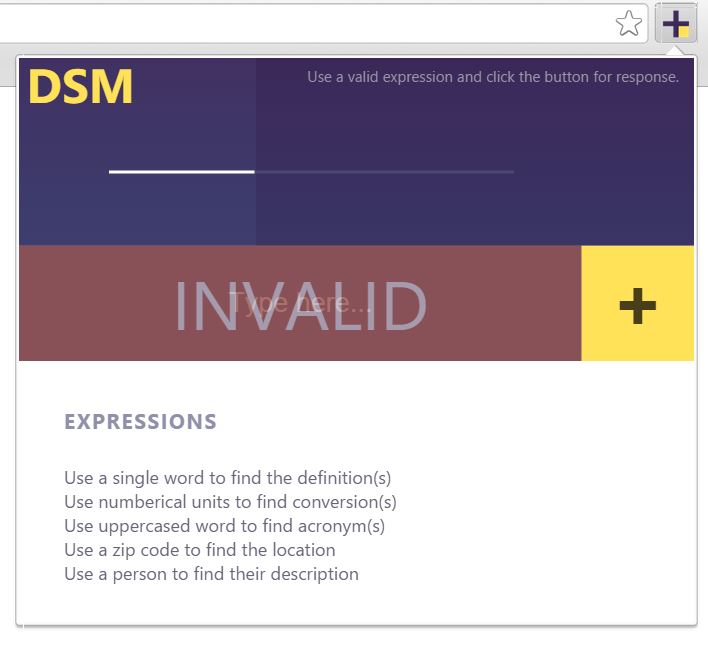 DSM
Use a valid expression and click the button for response.
Type here...
INVALID
+
EXPRESSIONS
Use a single word to find the definition(s)
Use numberical units to find conversion(s)
Use uppercased word to find acronym(s)
Use a zip code to find the location
Use a person to find their description